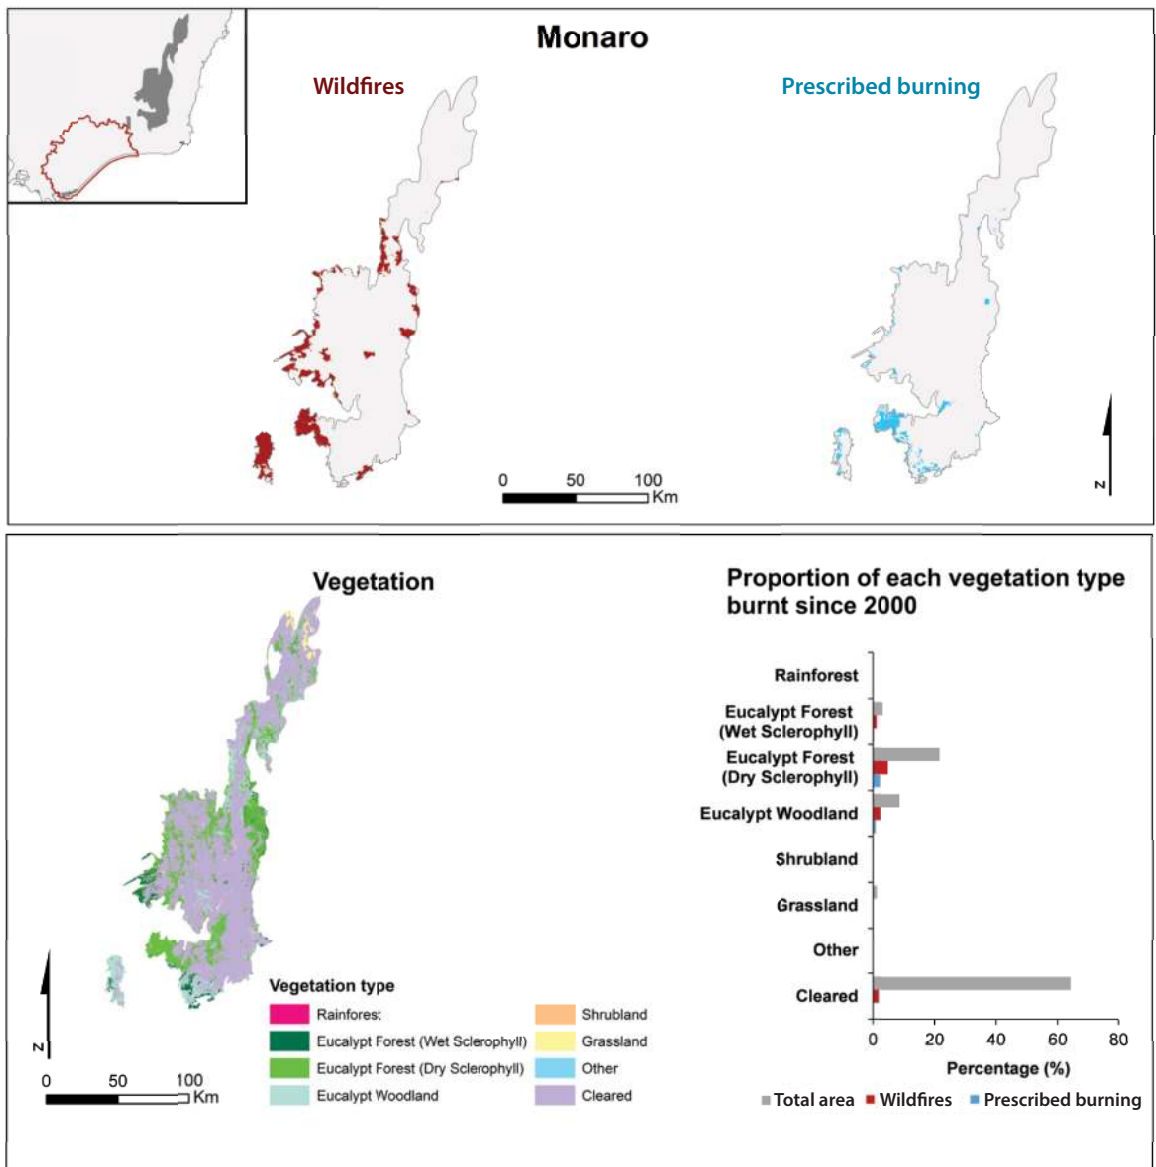 Monaro
Wildfires
Prescribed burning
0 50 100
Km
N
Vegetation
Proportion of each vegetation type
burnt since 2000
Rainforest
Eucalypt Forest
(Wet Sclerophyll)
Eucalypt Forest
(Dry Sclerophyll)
Eucalypt Woodland
Shrubland
Grassland
Other
Cleared
0 20 40 60 80
Percentage (%)
Total area Wildfires Prescribed burning
N
0 50 100
Km
Vegetation type
Rainfores:
Eucalypt Forest (Wet Sclerophyll)
Eucalypt Forest (Dry Sclerophyll)
Eucalypt Woodland
Shrubland
Grassland
Other
Cleared